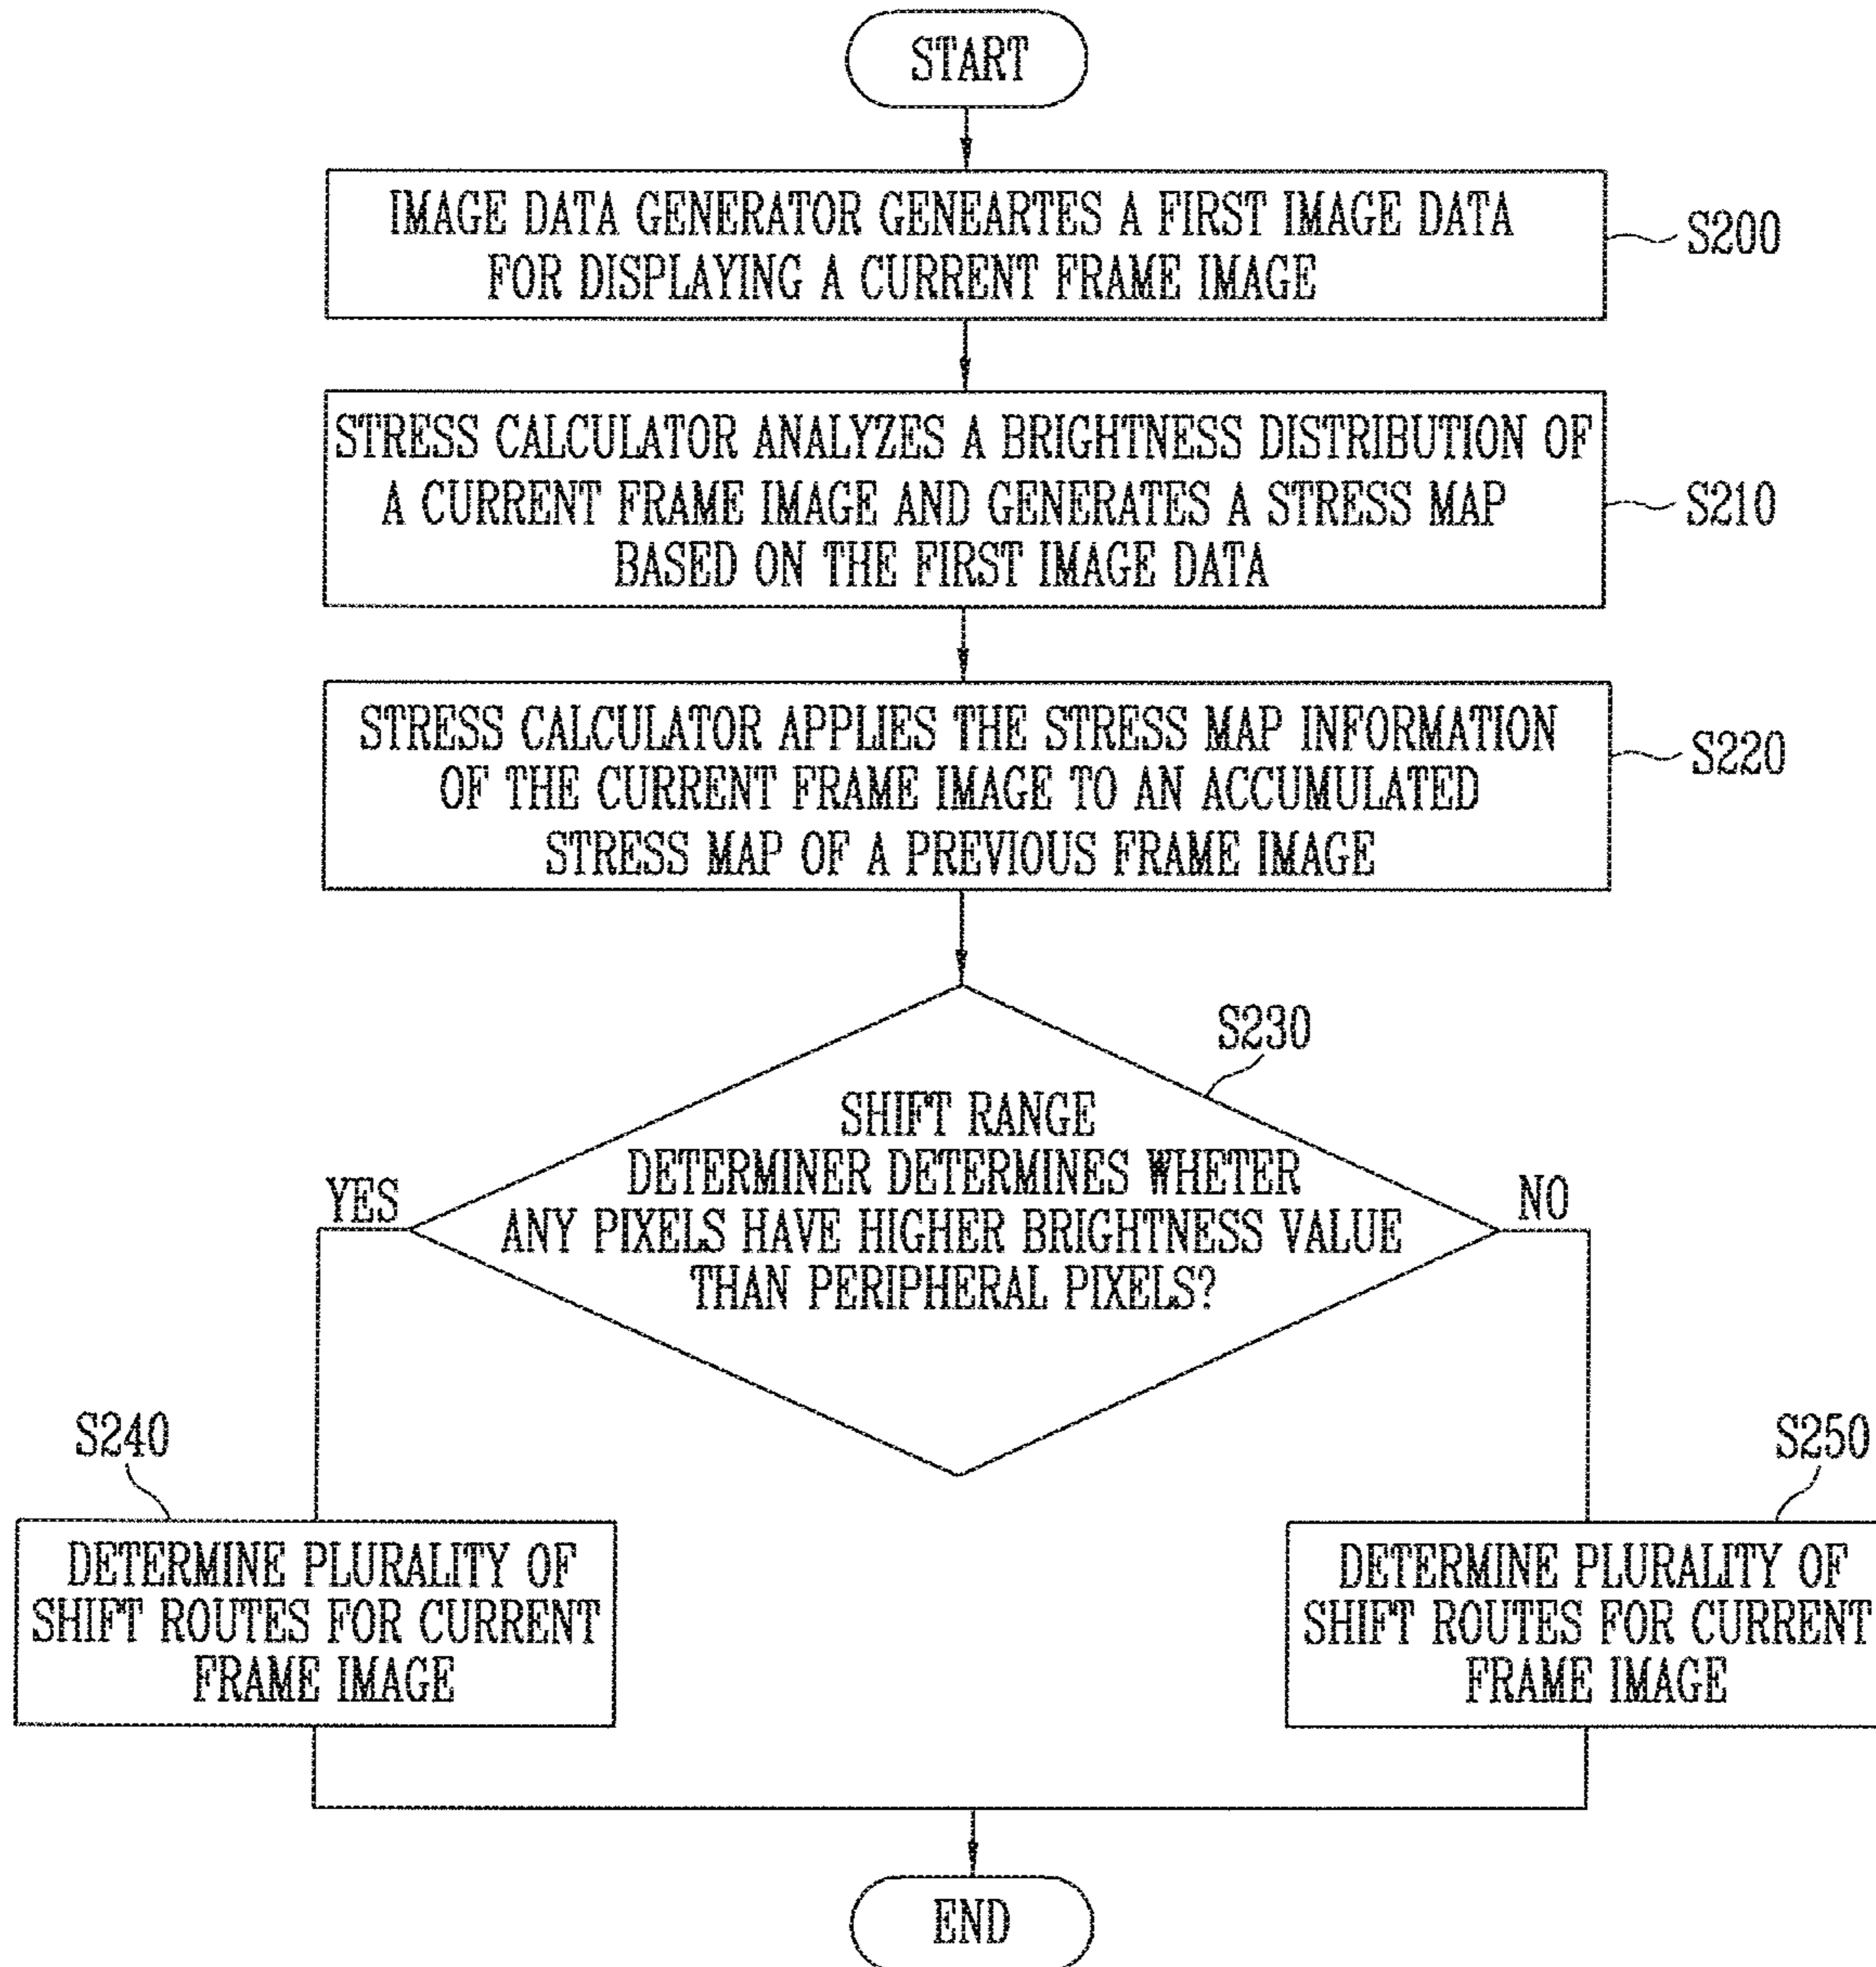 START
IMAGE DATA GENERATOR GENEARTES A FIRST IMAGE DATA
FOR DISPLAYING A CURRENT FRAME IMAGE
S200
STRESS CALCULATOR ANALYZES A BRIGHTNESS DISTRIBUTION OF
A CURRENT FRAME IMAGE AND GENERATES A STRESS MAP
BASED ON THE FIRST IMAGE DATA
S210
STRESS CALCULATOR APPLIES THE STRESS MAP INFORMATION
OF THE CURRENT FRAME IMAGE TO AN ACCUMULATED
STRESS MAP OF A PREVIOUS FRAME IMAGE
S220
S230
SHIFT RANGE
DETERMINER DETERMINES WHETER
ANY PIXELS HAVE HIGHER BRIGHTNESS VALUE
THAN PERIPHERAL PIXELS?
YES
NO
S240
DETERMINE PLURALITY OF
SHIFT ROUTES FOR CURRENT
FRAME IMAGE
S250
DETERMINE PLURALITY OF
SHIFT ROUTES FOR CURRENT
FRAME IMAGE
END